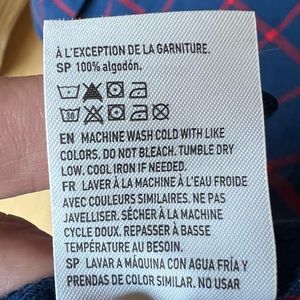 À L'EXCEPTION DE LA GARNITURE.
SP 100% algodón.
30
EN MACHINE WASH COLD WITH LIKE
COLORS. DO NOT BLEACH. TUMBLE DRY
LOW, COOL IRON IF NEEDED.
FR LAVER À LA MACHINE À L'EAU FROIDE
AVEC COULEURS SIMILAIRES. NE PAS
JAVELLISER. SÉCHER À LA MACHINE
CYCLE DOUX. REPASSER À BASSE
TEMPÉRATURE AU BESOIN.
SP LAVAR A MÁQUINA CON AGUA FRÍA Y
PRENDAS DE COLOR SIMILAR. NO USAR